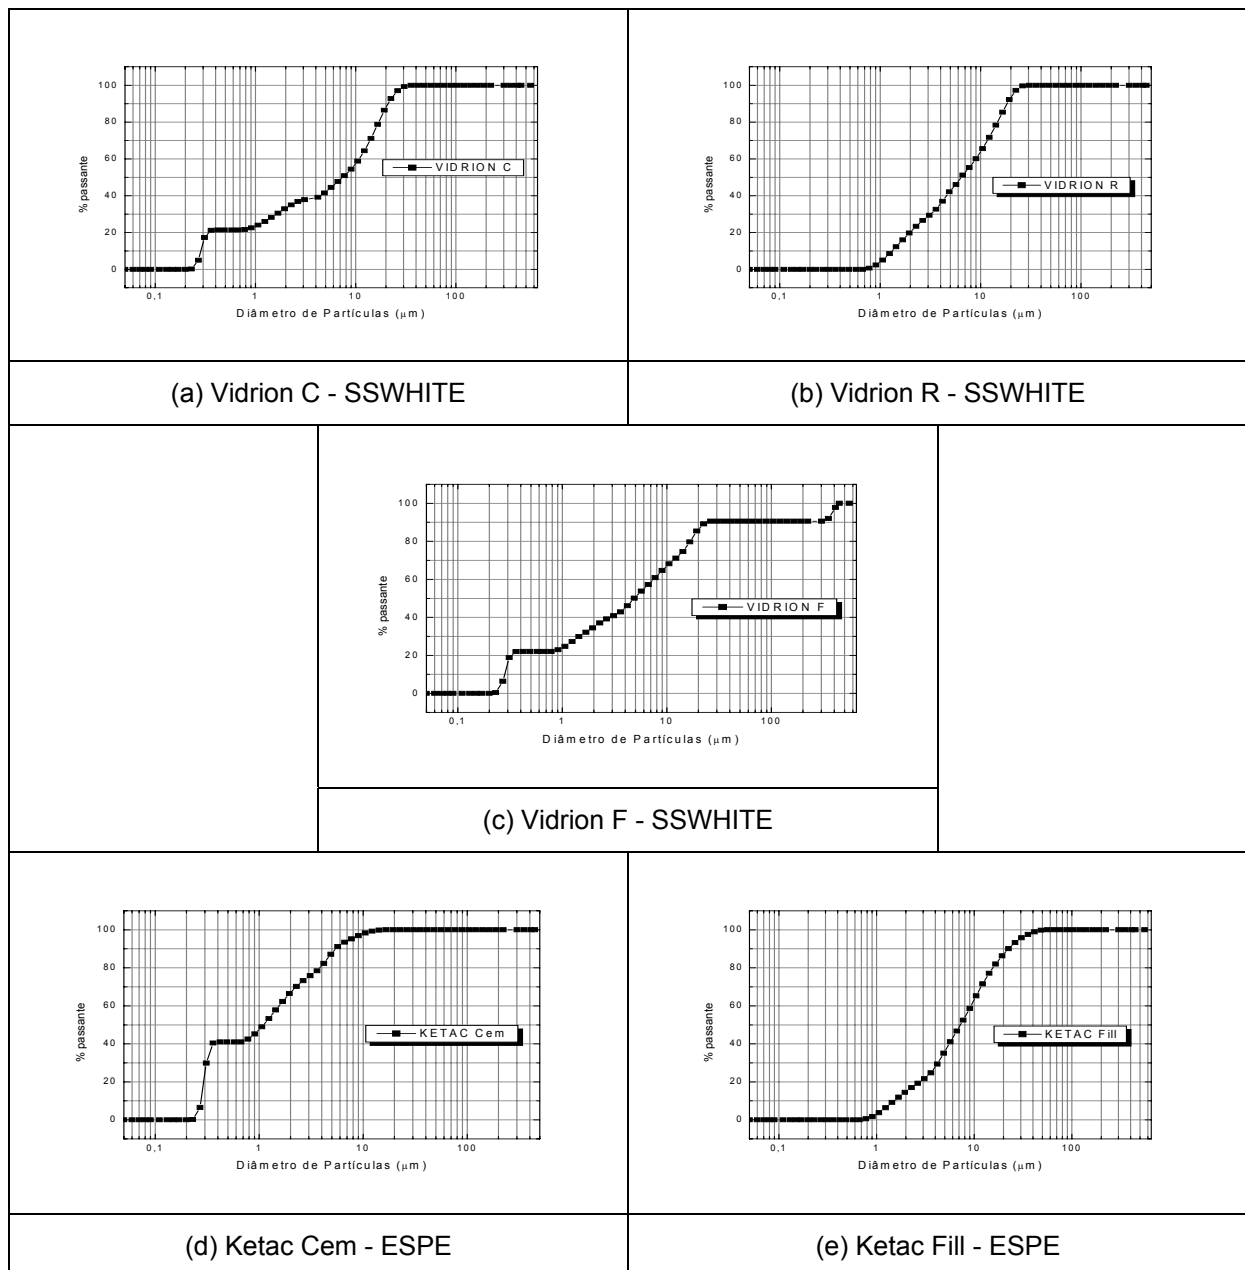 100
80
60
40
20
0
% passante
VIDRION C
0,1 1 10 100
Diâmetro de Partículas (μm)
(a) Vidrion C - SSWHITE
100
80
60
40
20
0
% passante
VIDRION R
0,1 1 10 100
Diâmetro de Partículas (μm)
(b) Vidrion R - SSWHITE
100
80
60
40
20
0
% passante
VIDRION F
0,1 1 10 100
Diâmetro de Partículas (μm)
(c) Vidrion F - SSWHITE
100
80
60
40
20
0
% passante
KETAC Cem
0,1 1 10 100
Diâmetro de Partículas (μm)
(d) Ketac Cem - ESPE
100
80
60
40
20
0
% passante
KETAC Fill
0,1 1 10 100
Diâmetro de Partículas (μm)
(e) Ketac Fill - ESPE